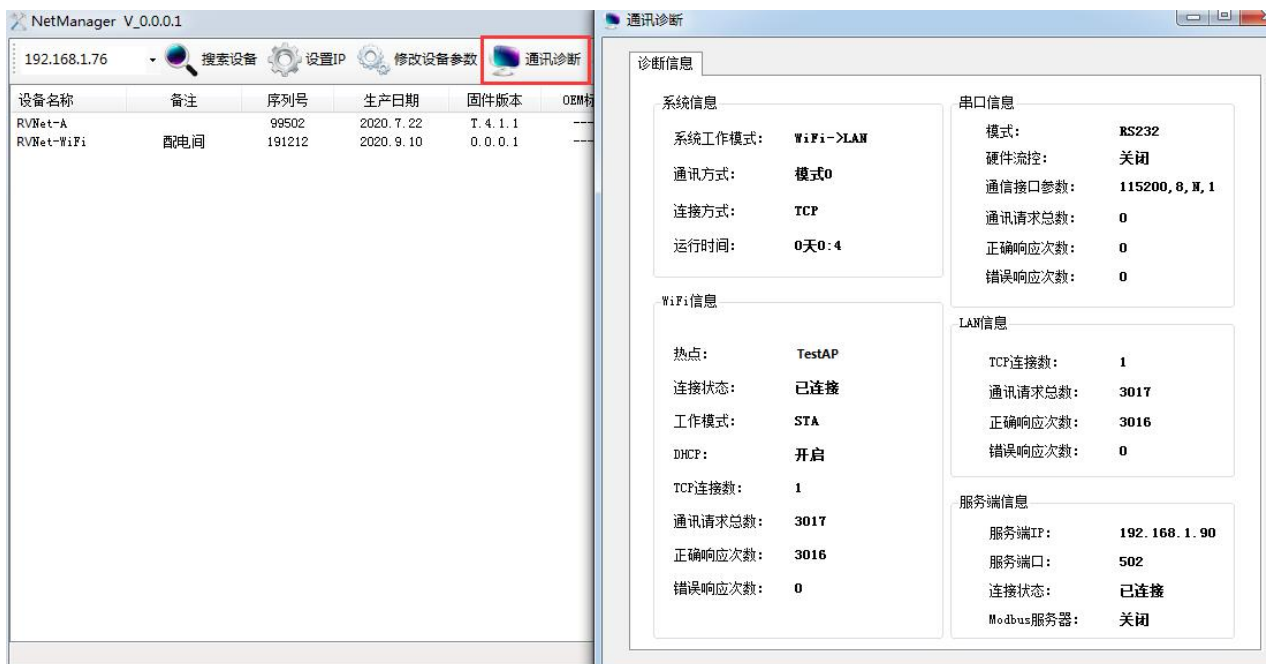 NetManager V_0.0.0.1
192.168.1.76 搜索设备 设置IP 修改设备参数 通讯诊断
设备名称 备注 序列号 生产日期 固件版本 OEM标
RVNet-A 99502 2020.7.22 T.4.1.1 ---
RVNet-WiFi 配电间 191212 2020.9.10 0.0.0.1 ---
通讯诊断
诊断信息
系统信息
系统工作模式: WiFi->LAN
通讯方式: 模式0
连接方式: TCP
运行时间: 0天0:4
WiFi信息
热点: TestAP
连接状态: 已连接
工作模式: STA
DHCP: 开启
TCP连接数: 1
通讯请求总数: 3017
正确响应次数: 3016
错误响应次数: 0
串口信息
模式: RS232
硬件流控: 关闭
通信接口参数: 115200,8,N,1
通讯请求总数: 0
正确响应次数: 0
错误响应次数: 0
LAN信息
TCP连接数: 1
通讯请求总数: 3017
正确响应次数: 3016
错误响应次数: 0
服务端信息
服务端IP: 192.168.1.90
服务端口: 502
连接状态: 已连接
Modbus服务器: 关闭